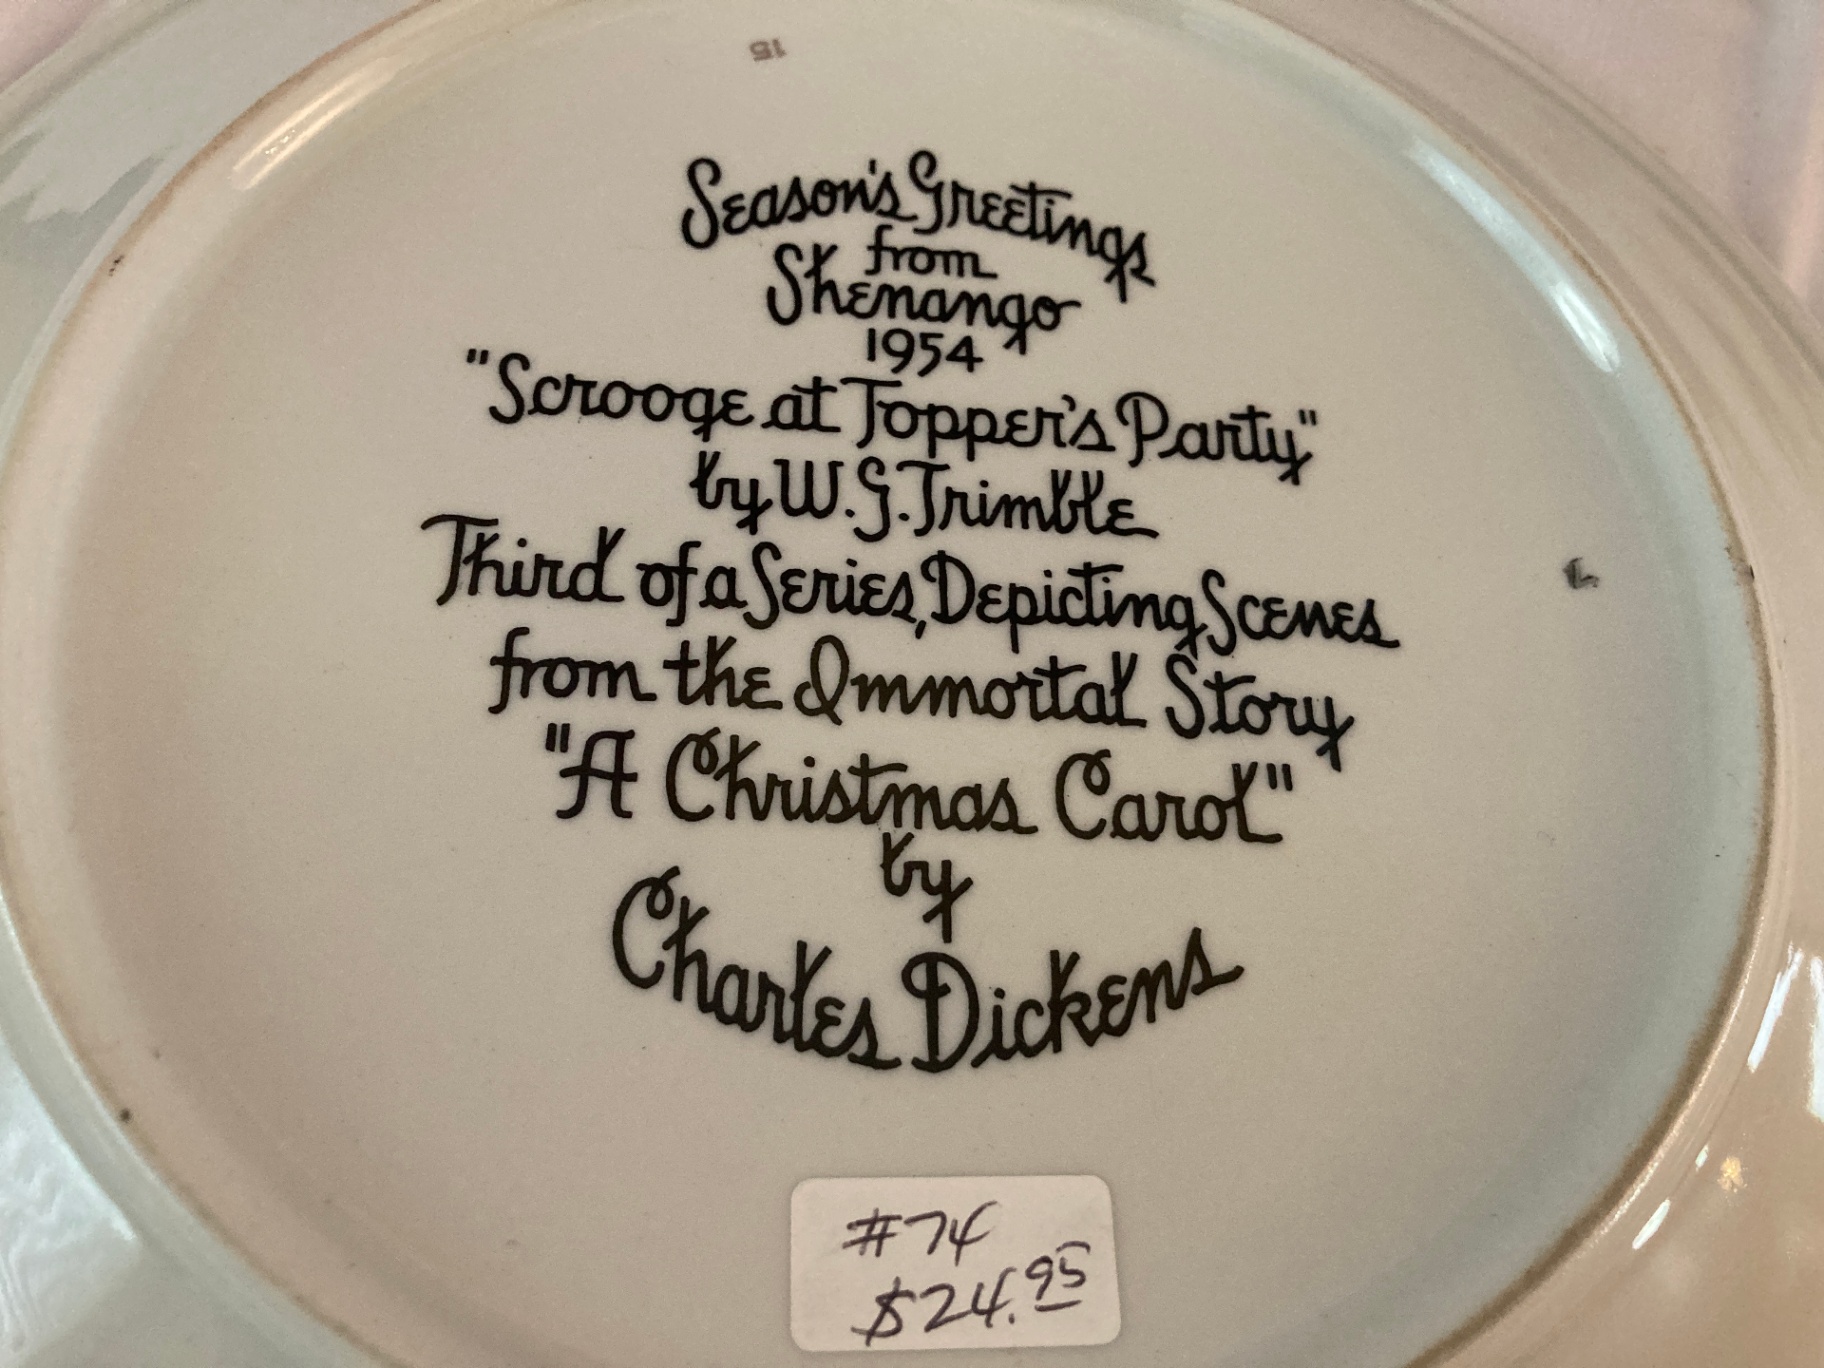 15
Season's Greetings
from
Shenango
1954
"Scrooge at Topper's Party"
by W.G.Trimble
Third of a Series, Depicting Scenes
from the Immortal Story
"A Christmas Carol"
by
Charles Dickens
#74
$24.95